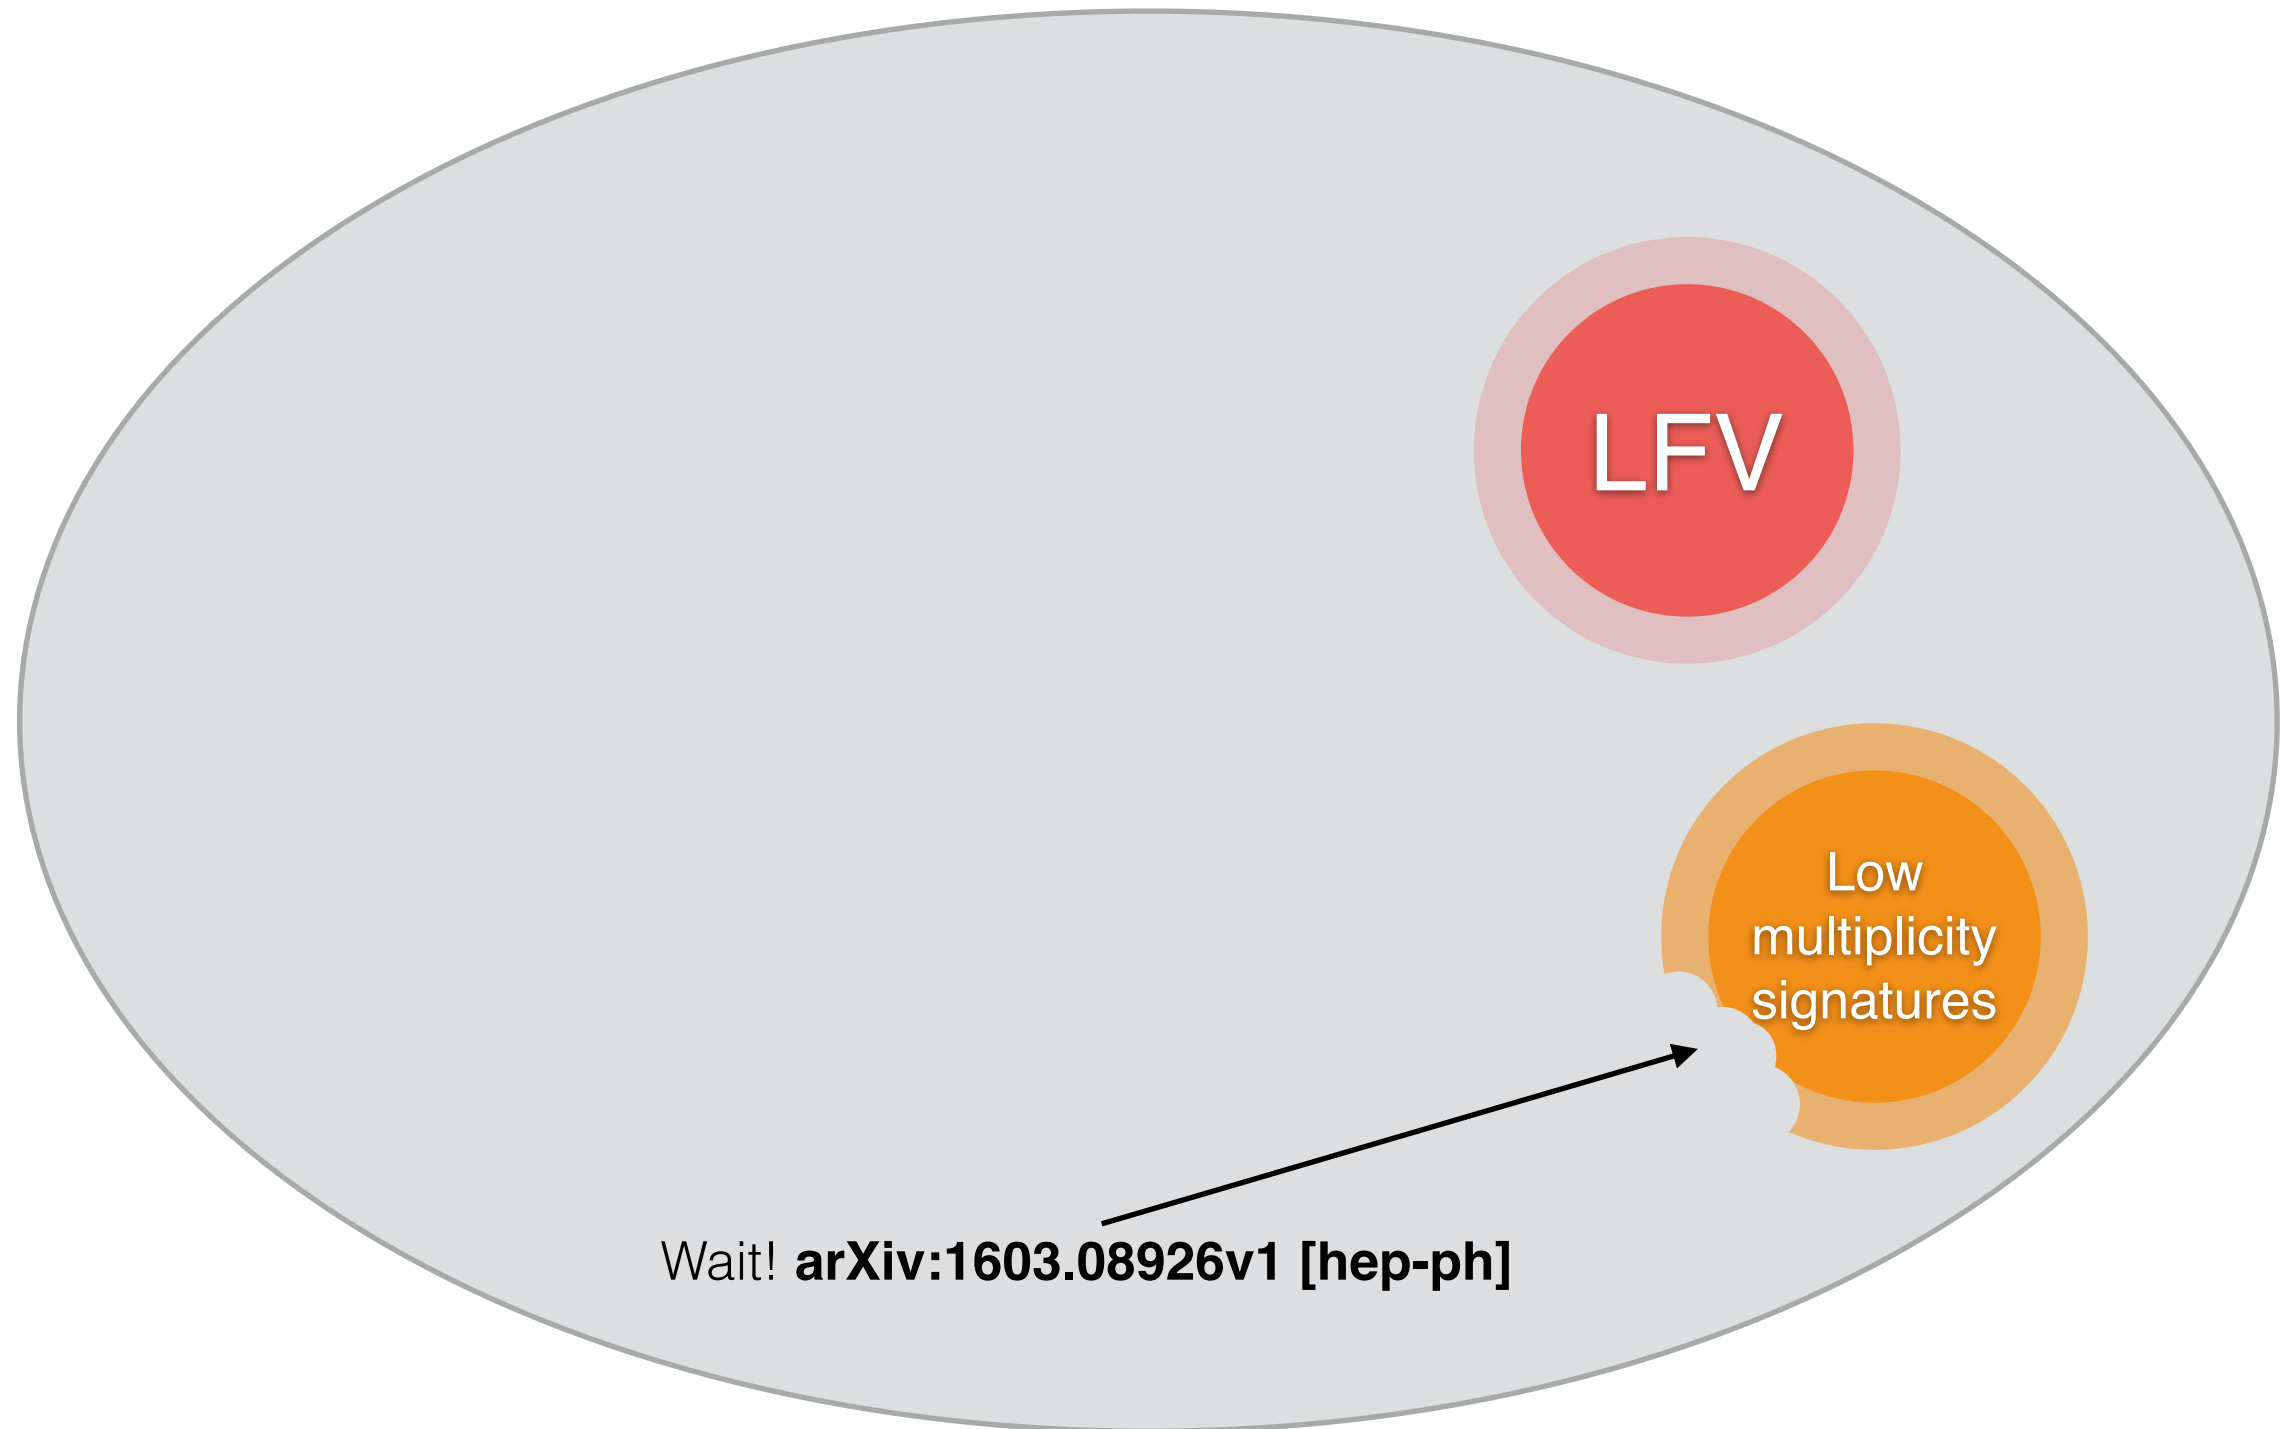 LFV
Low
multiplicity
signatures
Wait! arXiv:1603.08926v1 [hep-ph]